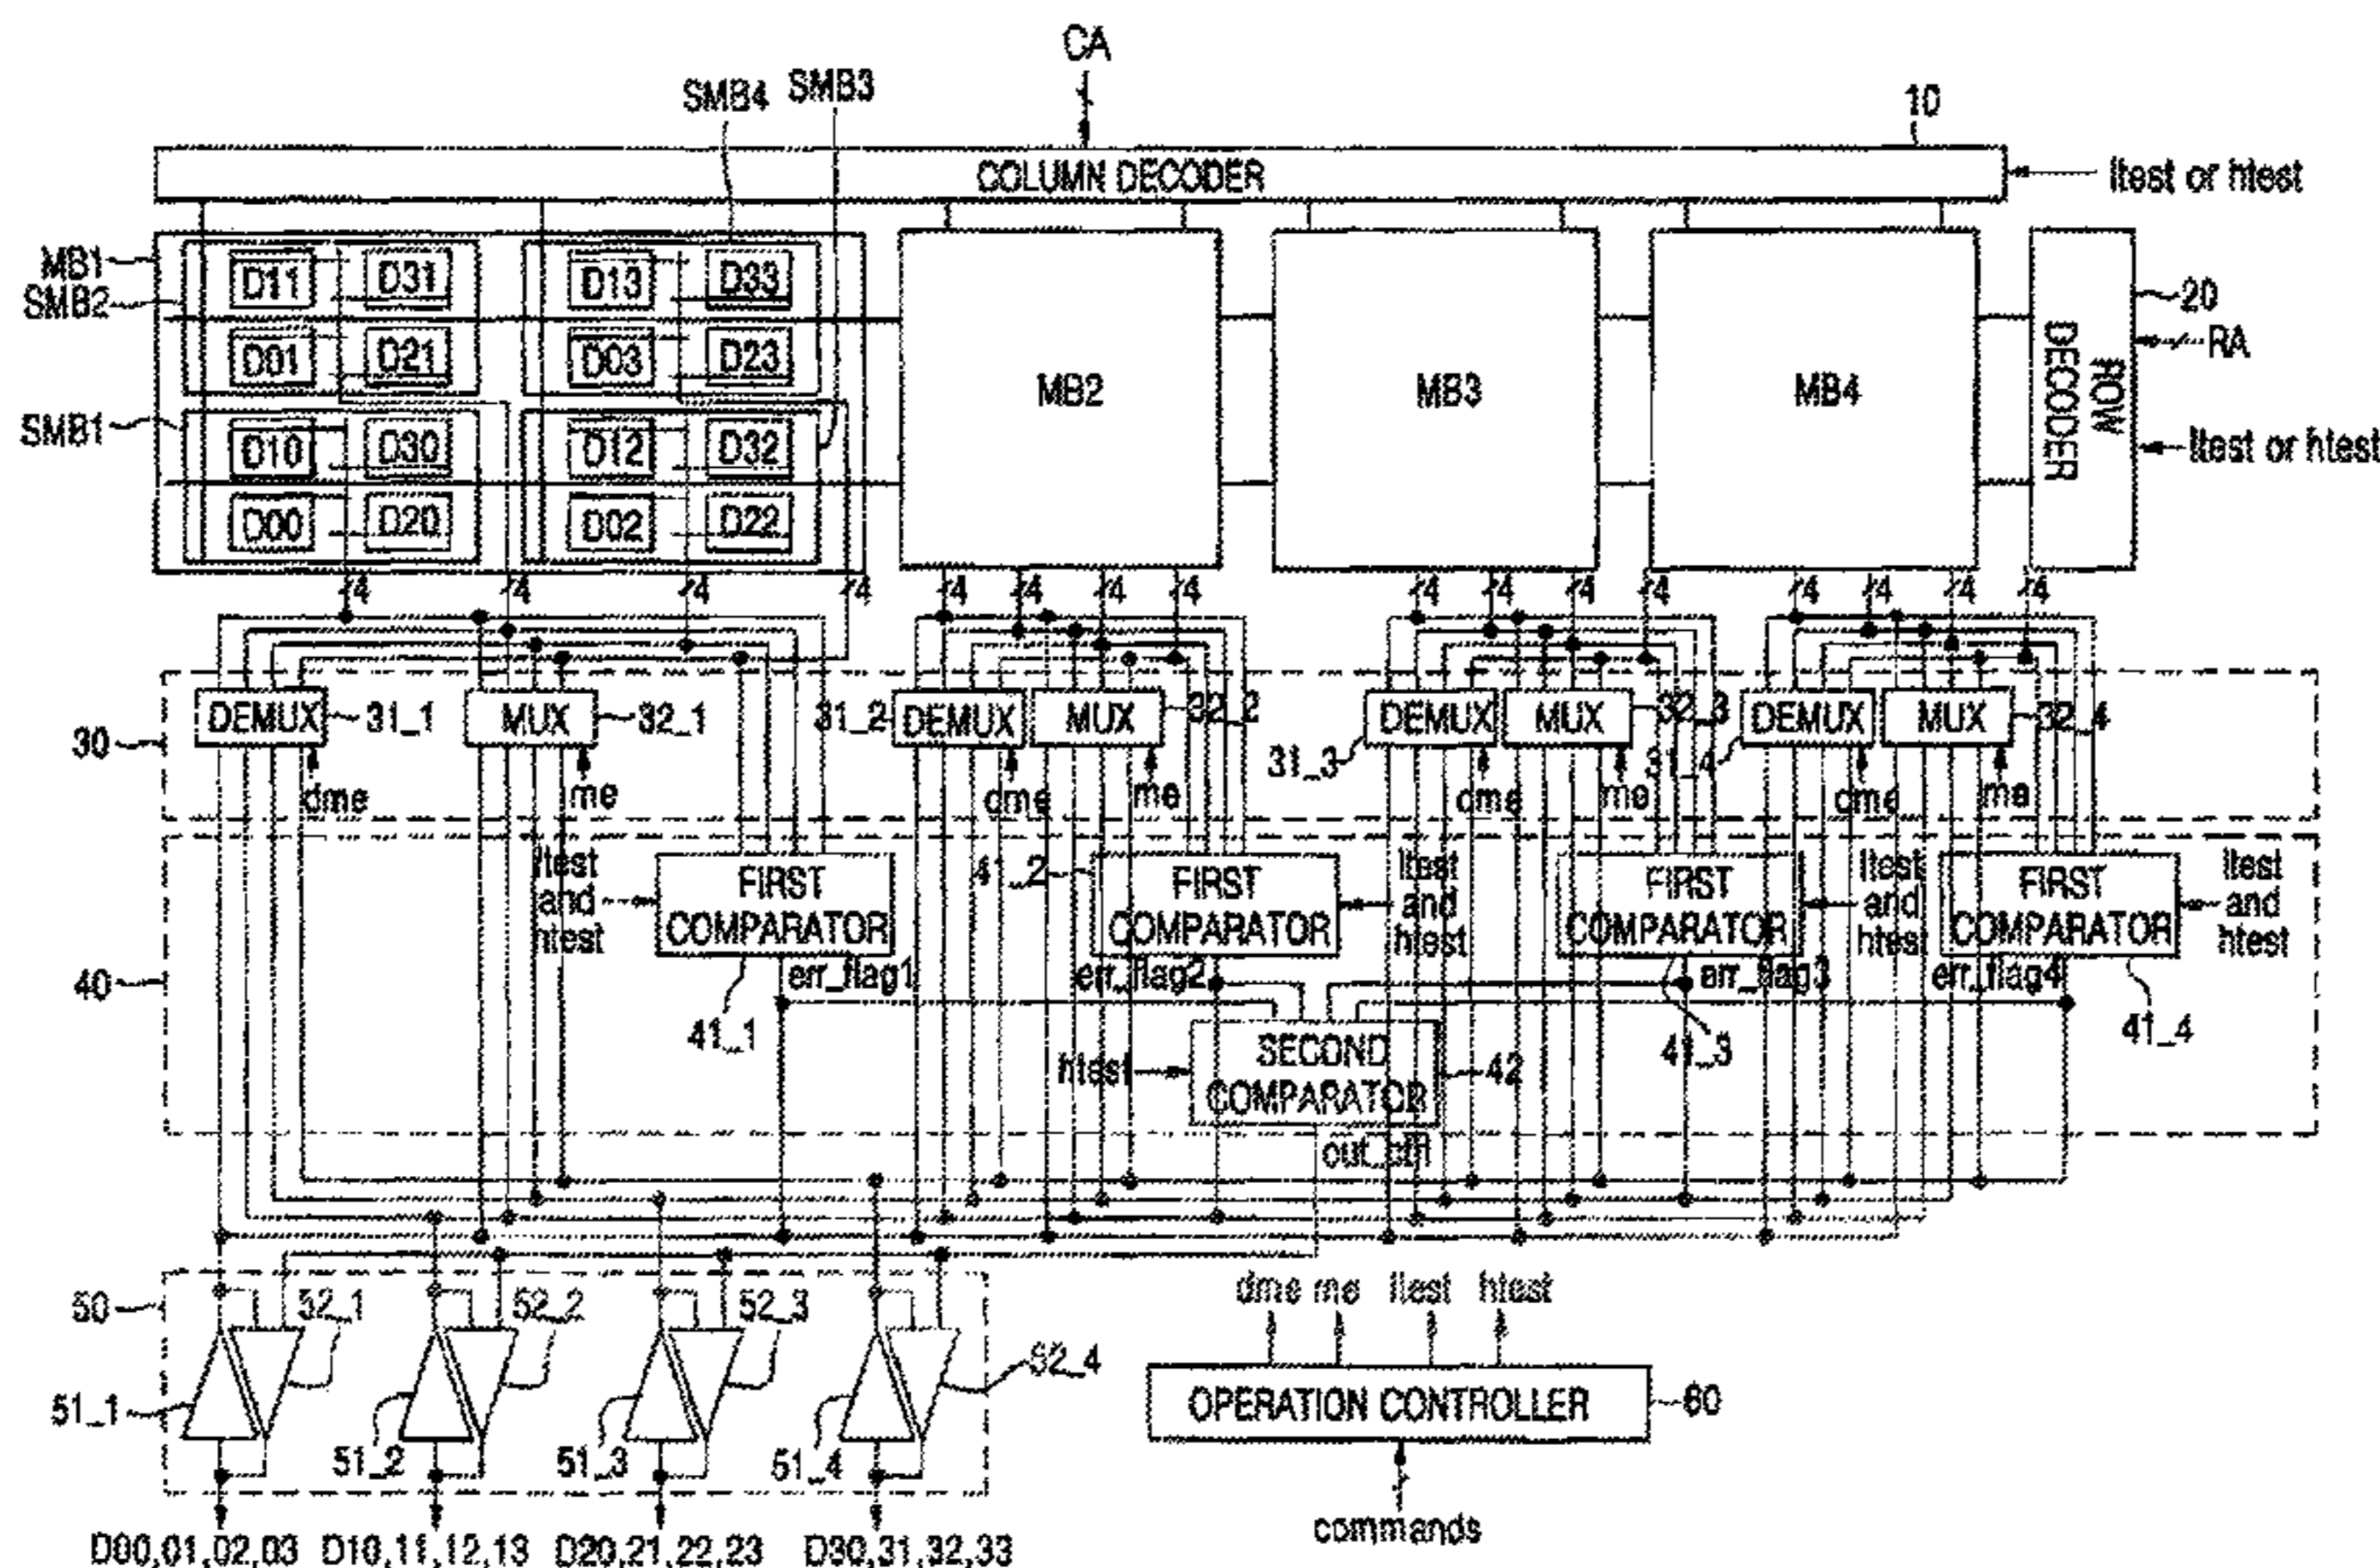 CA
SMB4 SMB3
10
COLUMN DECODER
ltest or htest
MB1
SMB2
SMB1
D11 D31 D13 D33
D01 D21 D03 D23
D10 D30 D12 D32
D00 D20 D02 D22
MB2
MB3
MB4
ROW DECODER
20
RA
ltest or htest
4 4 4 4 4 4 4 4 4 4 4 4 4 4 4 4
30
DEMUX 31_1 MUX 32_1 31_2 DEMUX MUX 32_2 DEMUX MUX 32_3 DEMUX MUX 32_4
31_3 31_4
dme me dme me dme me dme me
40
ltest and htest
FIRST COMPARATOR
41_1
err_flag1
41_2
FIRST COMPARATOR
ltest and htest
err_flag2
FIRST COMPARATOR
ltest and htest
41_3
err_flag3
FIRST COMPARATOR
ltest and htest
err_flag4
41_4
htest
SECOND COMPARATOR
42
out_ctrl
50
52_1 52_2 52_3 52_4
51_1 51_2 51_3 51_4
D00,01,02,03 D10,11,12,13 D20,21,22,23 D30,31,32,33
dme me ltest htest
OPERATION CONTROLLER
60
commands